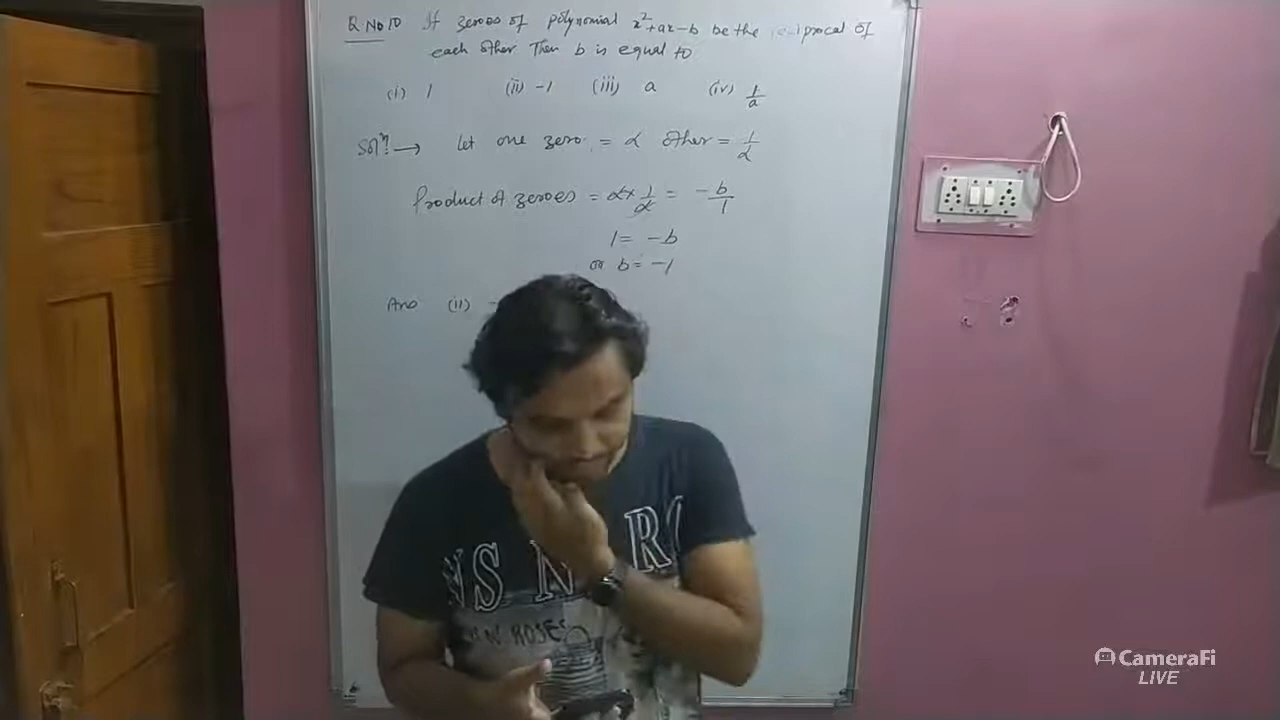 Q.No 10 If zeroes of polynomial x²+ax-b be the reciprocal of
each other Then b is equal to
(i) 1 (ii) -1 (iii) a (iv) 1/a
Solⁿ → Let one zero = α other = 1/α
Product of zeroes = α × 1/α = -b/1
1 = -b
or b = -1
Ans (ii)
NS N R
N' ROSES
CameraFi
LIVE